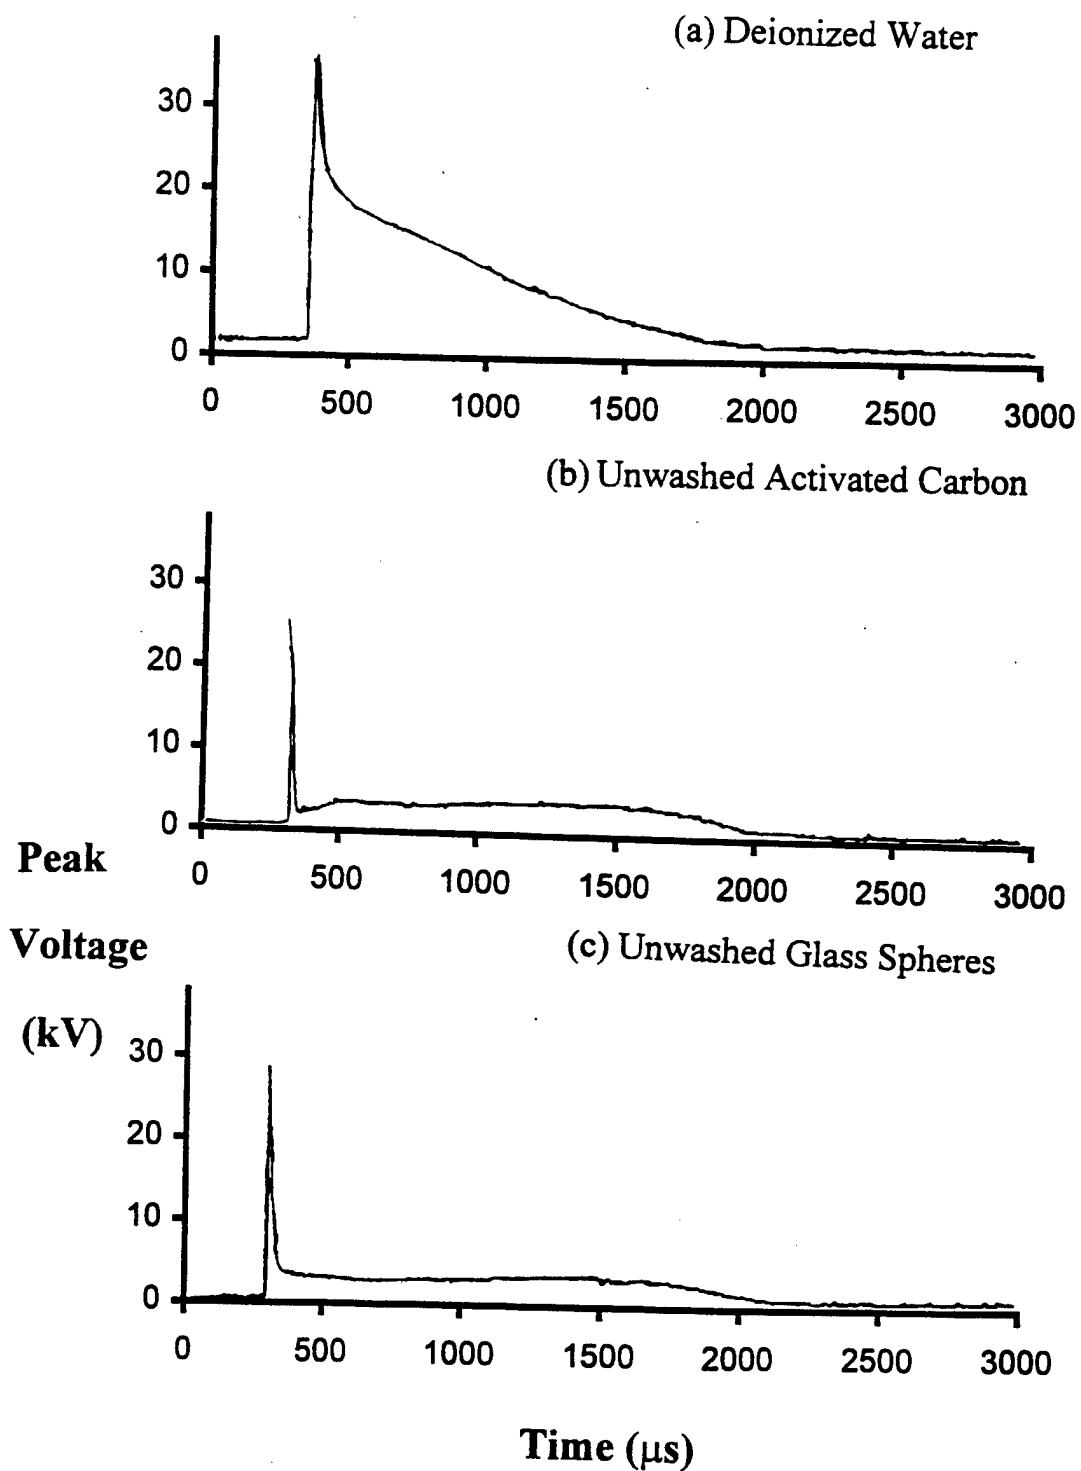 (a) Deionized Water
30
20
10
0
0 500 1000 1500 2000 2500 3000
(b) Unwashed Activated Carbon
30
20
10
0
0 500 1000 1500 2000 2500 3000
Peak
Voltage
(kV)
(c) Unwashed Glass Spheres
30
20
10
0
0 500 1000 1500 2000 2500 3000
Time (μs)